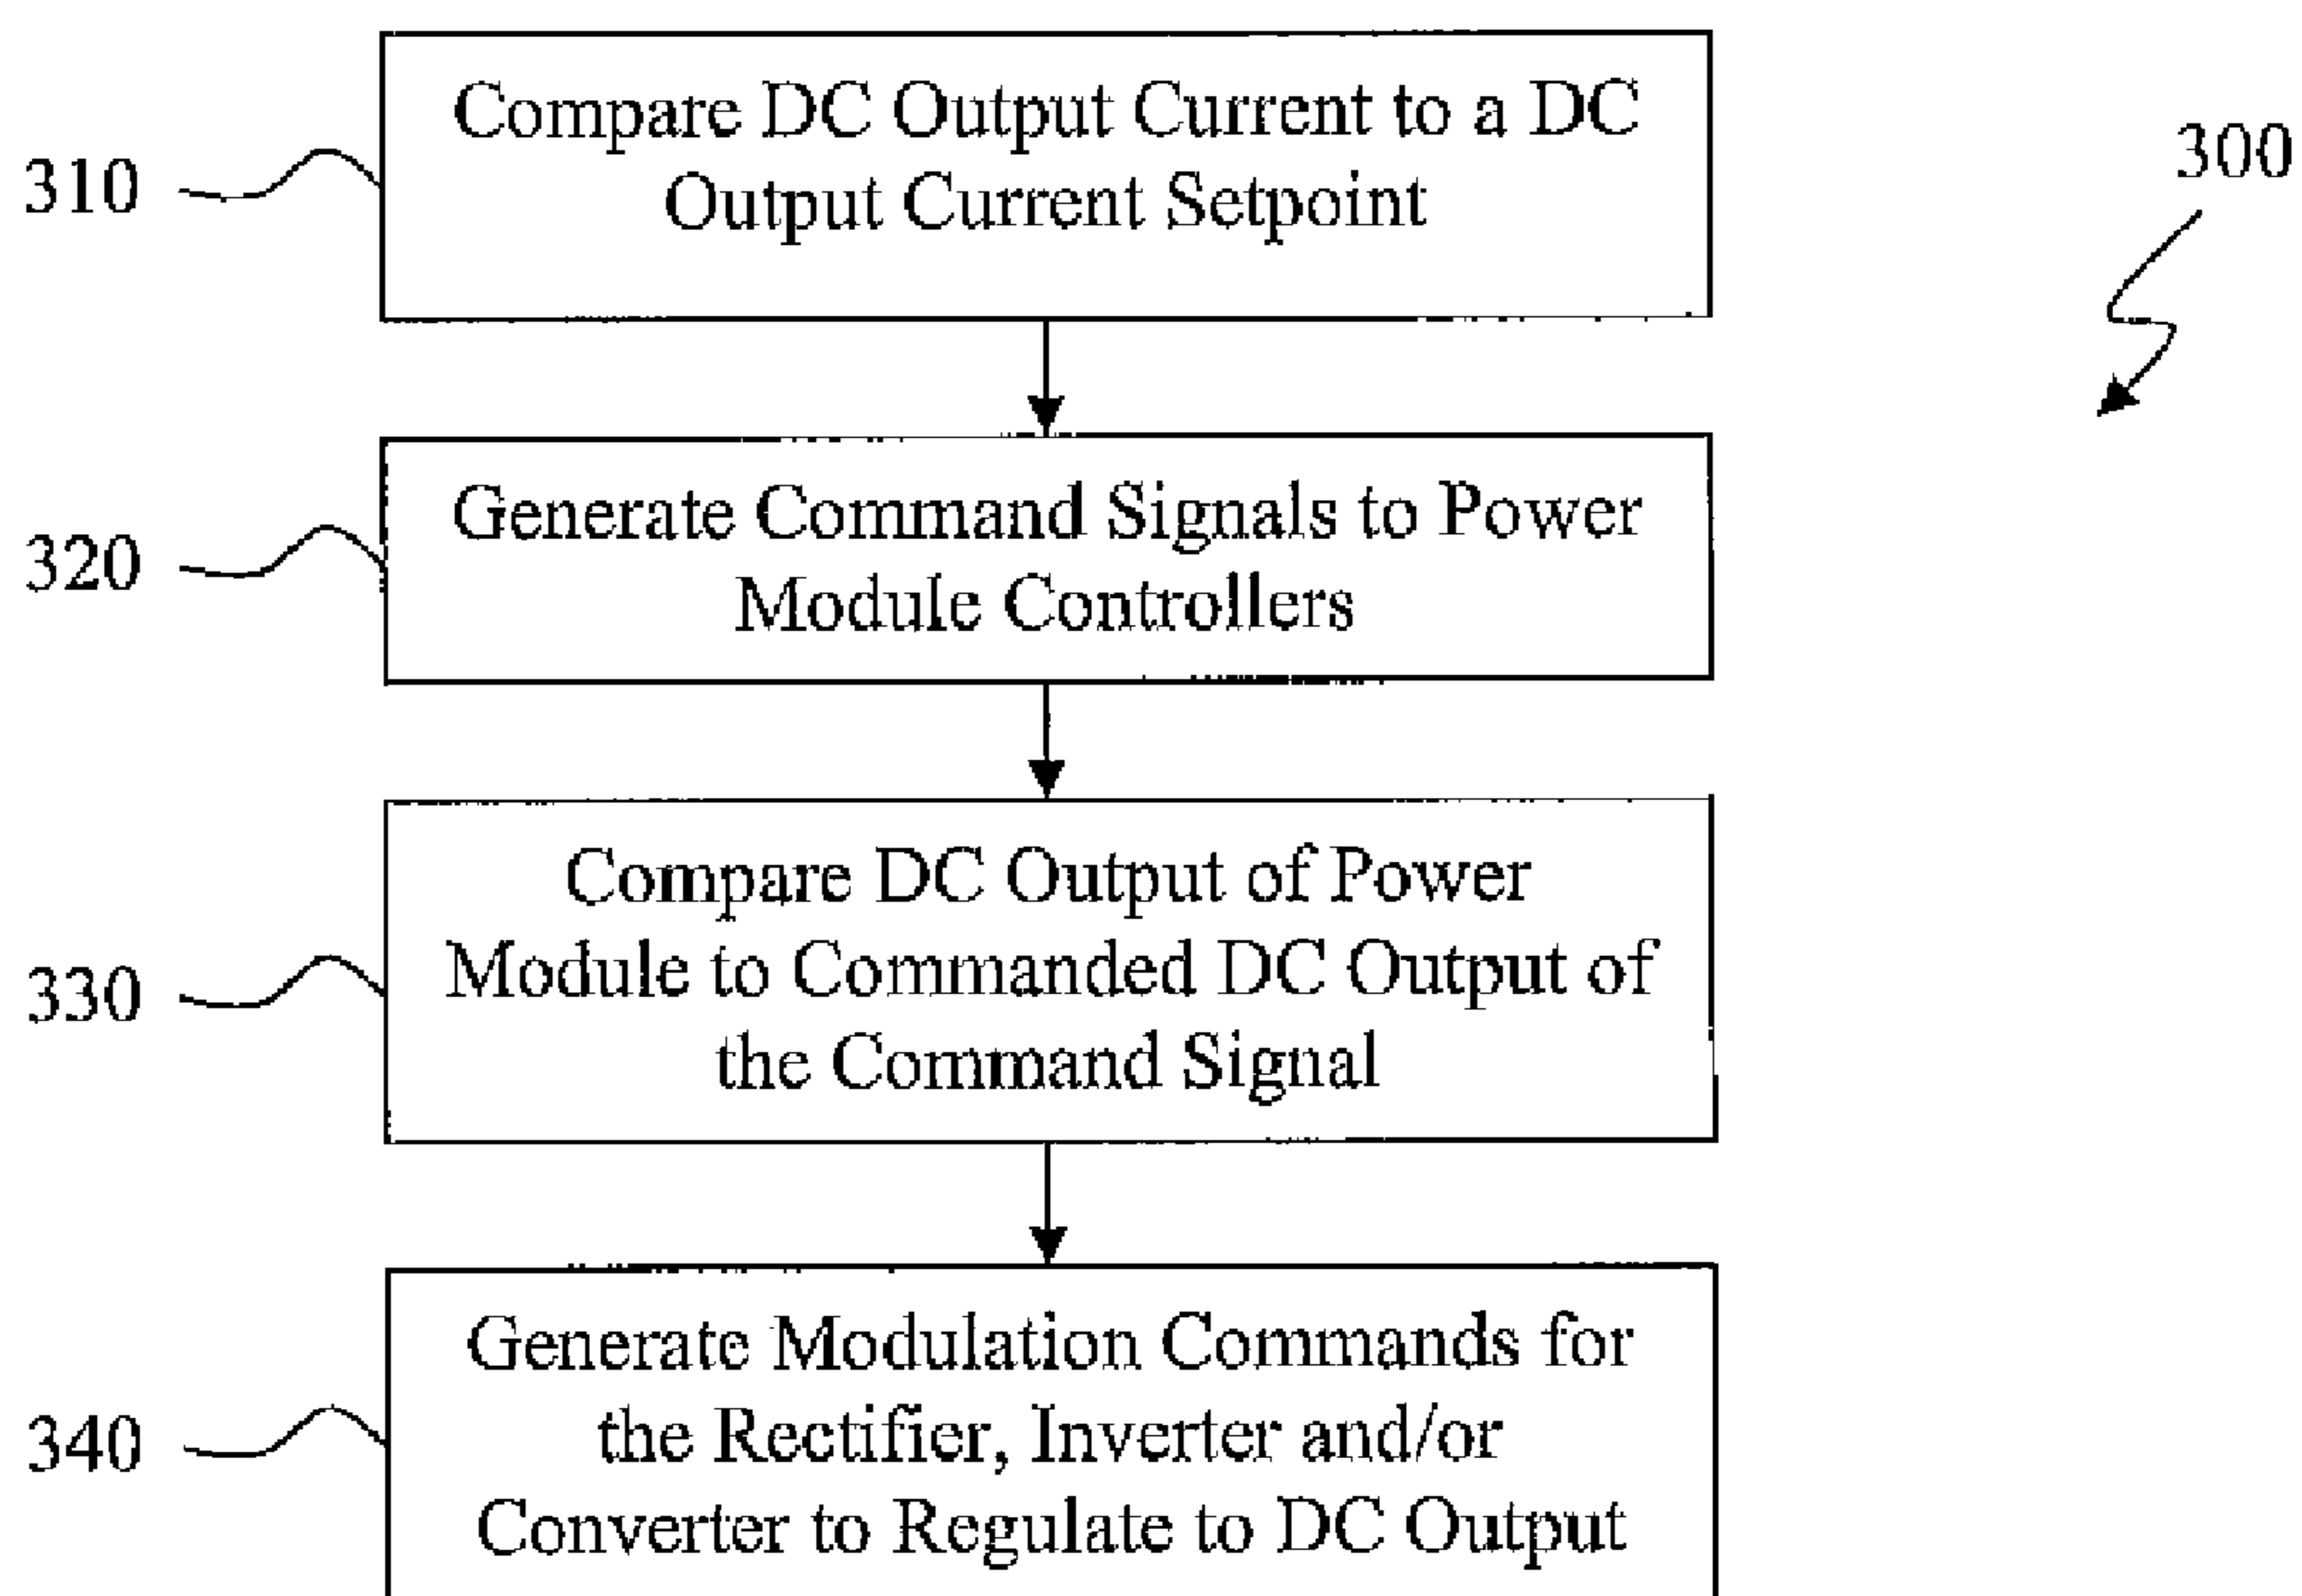 Compare DC Output Current to a DC
Output Current Setpoint
310
300
Generate Command Signals to Power
Module Controllers
320
Compare DC Output of Power
Module to Commanded DC Output of
the Command Signal
330
Generate Modulation Commands for
the Rectifier, Inverter and/or
Converter to Regulate to DC Output
340